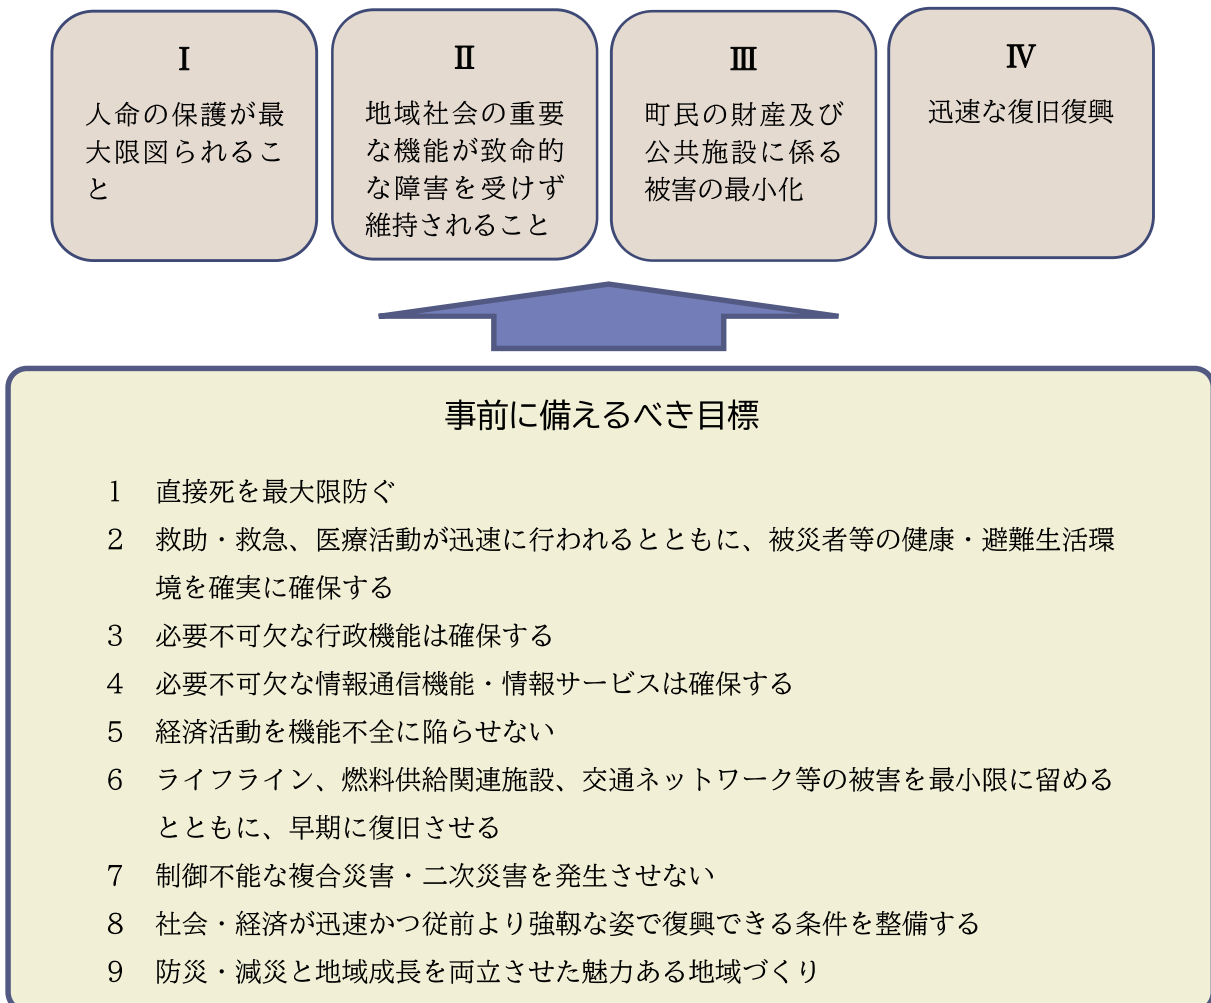 Ⅰ
人命の保護が最
大限図られるこ
と
Ⅱ
地域社会の重要
な機能が致命的
な障害を受けず
維持されること
Ⅲ
町民の財産及び
公共施設に係る
被害の最小化
Ⅳ
迅速な復旧復興
事前に備えるべき目標
1 直接死を最大限防ぐ
2 救助・救急、医療活動が迅速に行われるとともに、被災者等の健康・避難生活環
境を確実に確保する
3 必要不可欠な行政機能は確保する
4 必要不可欠な情報通信機能・情報サービスは確保する
5 経済活動を機能不全に陥らせない
6 ライフライン、燃料供給関連施設、交通ネットワーク等の被害を最小限に留める
とともに、早期に復旧させる
7 制御不能な複合災害・二次災害を発生させない
8 社会・経済が迅速かつ従前より強靱な姿で復興できる条件を整備する
9 防災・減災と地域成長を両立させた魅力ある地域づくり